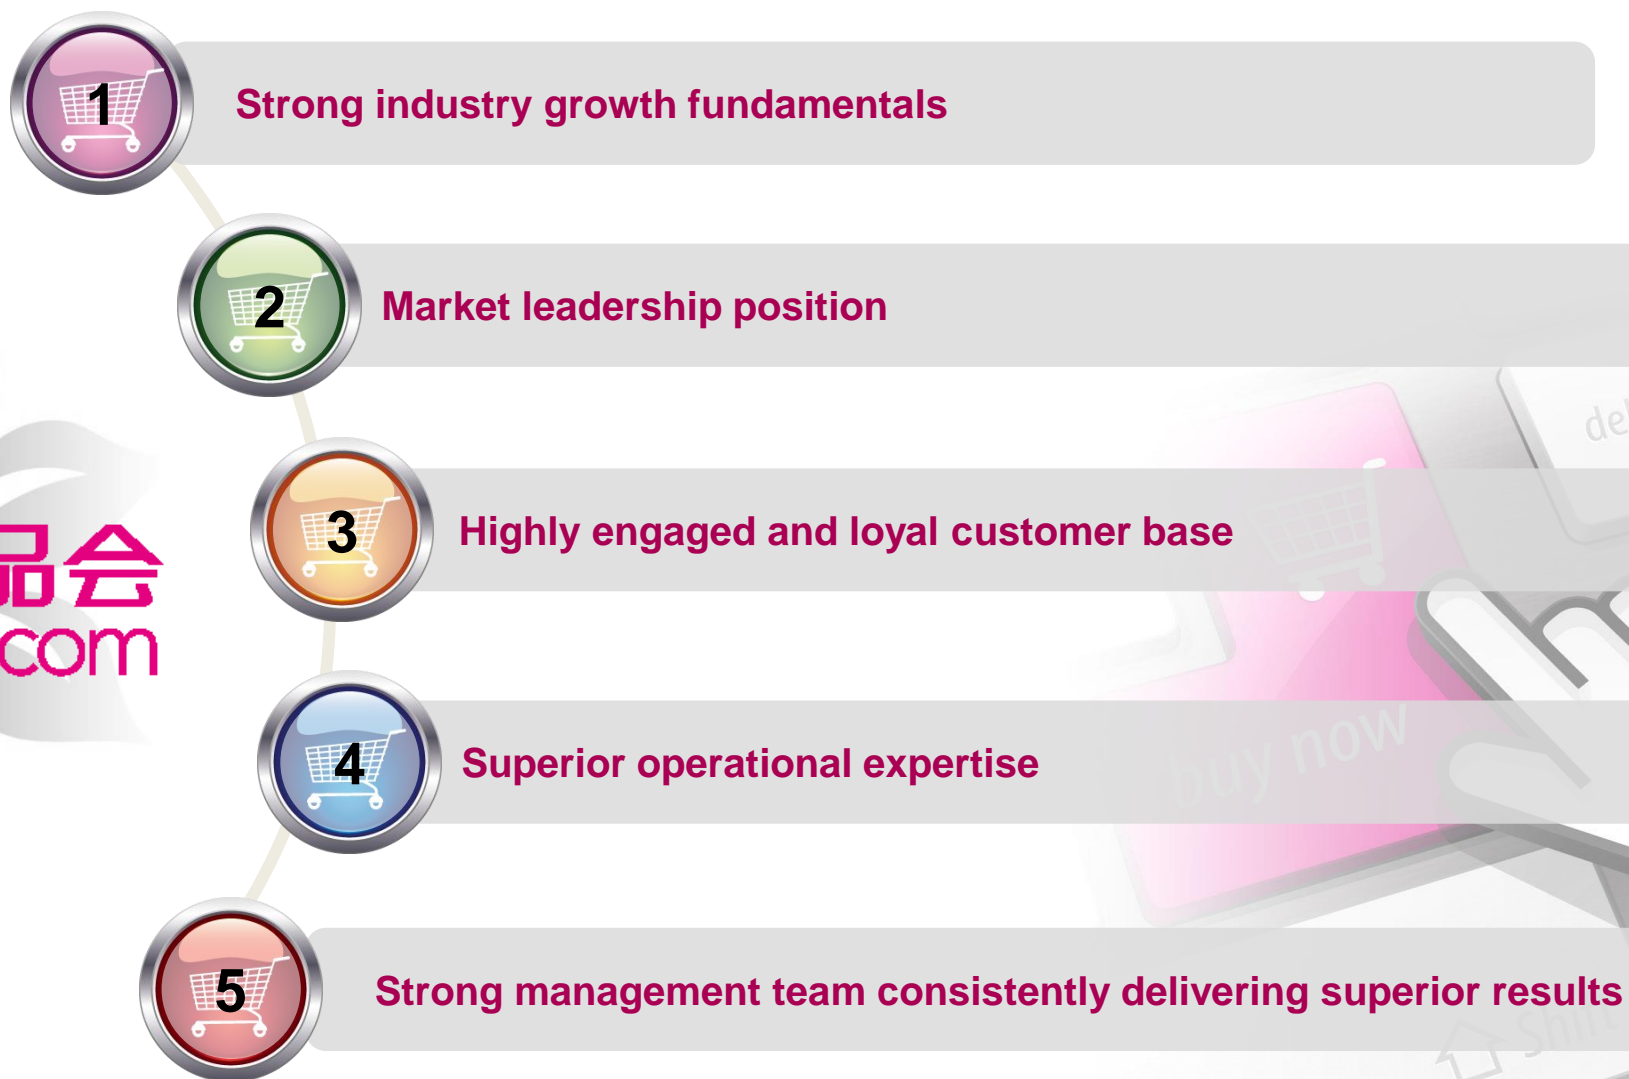 1
Strong industry growth fundamentals
2
Market leadership position
3
Highly engaged and loyal customer base
品会
com
4
Superior operational expertise
buy now
5
Strong management team consistently delivering superior results
Shift